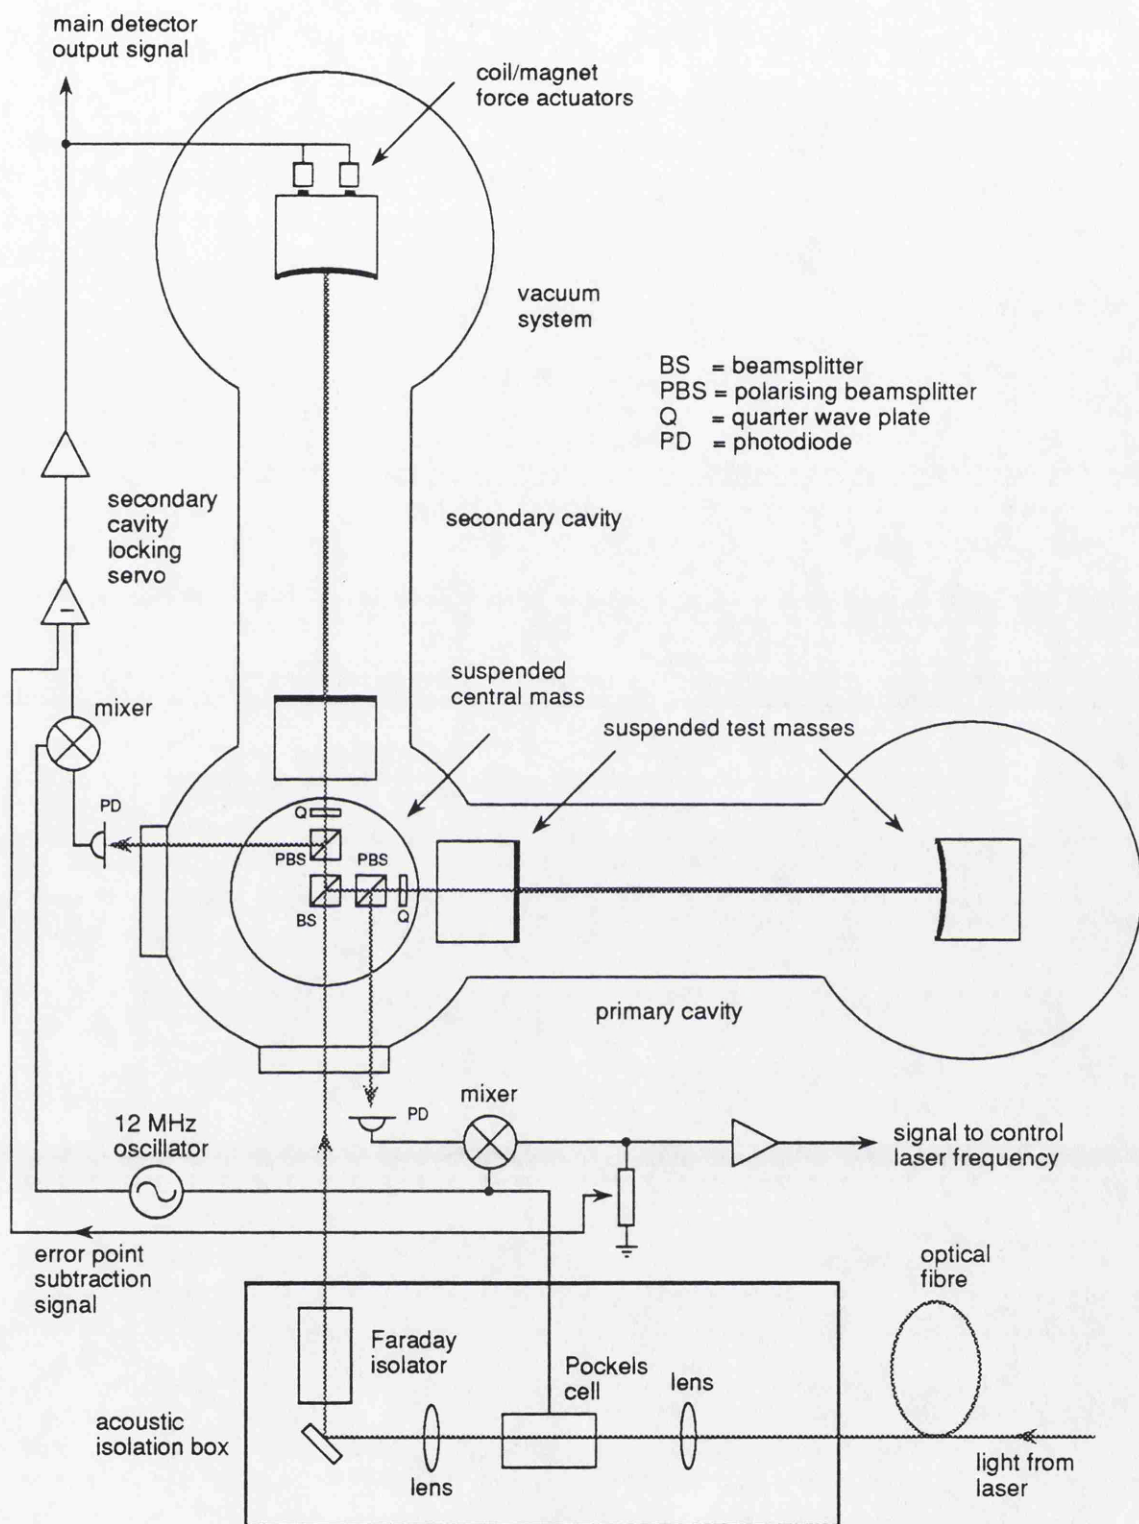 main detector
output signal
coil/magnet
force actuators
vacuum
system
BS = beamsplitter
PBS = polarising beamsplitter
Q = quarter wave plate
PD = photodiode
secondary
cavity
locking
servo
secondary cavity
−
suspended
central mass
mixer
suspended test masses
PD
Q
PBS
PBS
BS
Q
primary cavity
mixer
12 MHz
oscillator
PD
signal to control
laser frequency
error point
subtraction
signal
optical
fibre
Faraday
isolator
Pockels
cell
lens
acoustic
isolation box
lens
light from
laser